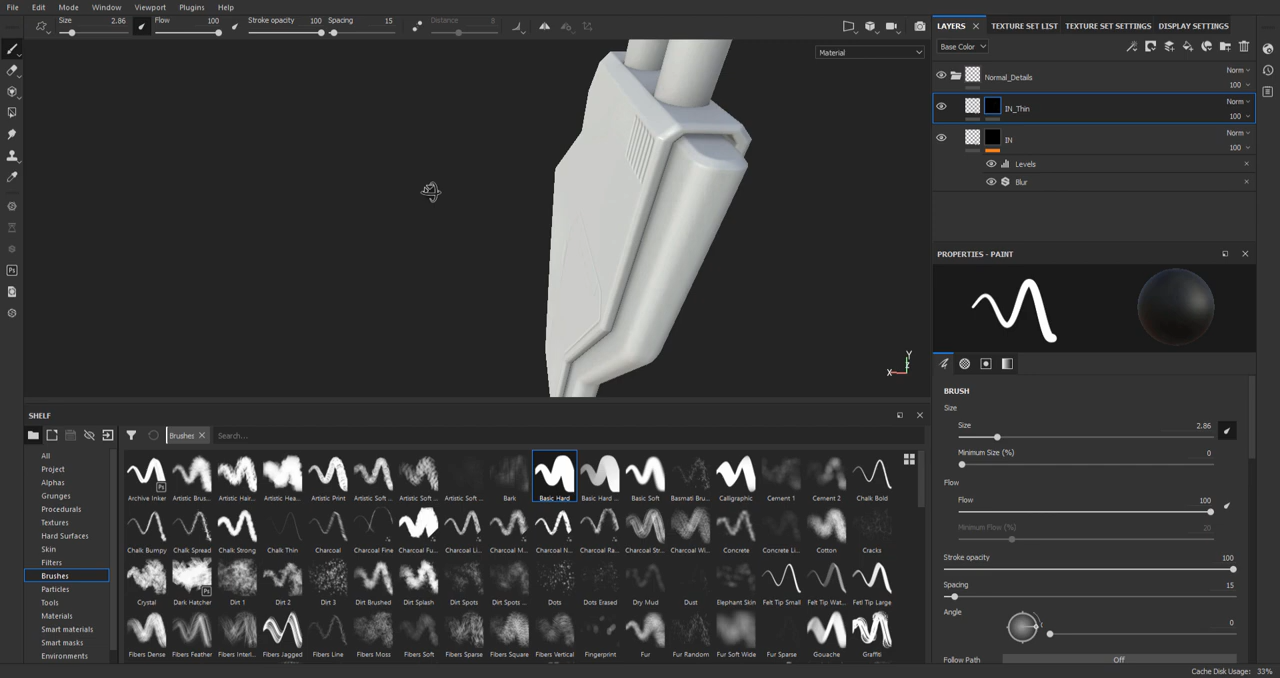 File Edit Mode Window Viewport Plugins Help
Size 2.86 Flow 100 Stroke opacity 100 Spacing 15 Distance 8
Material
Y
Z
X
LAYERS TEXTURE SET LIST TEXTURE SET SETTINGS DISPLAY SETTINGS
Base Color
Normal_Details Norm
100
IN_Thin Norm
100
IN Norm
100
Levels
Blur
PROPERTIES - PAINT
BRUSH
Size
Size 2.86
Minimum Size (%) 0
Flow
Flow 100
Minimum Flow (%) 20
Stroke opacity 100
Spacing 15
Angle
0
Follow Path Off
SHELF
Brushes Search...
All
Project
Alphas
Grunges
Procedurals
Textures
Hard Surfaces
Skin
Filters
Brushes
Particles
Tools
Materials
Smart materials
Smart masks
Environments
Archive Inker Artistic Brus... Artistic Hair... Artistic Hea... Artistic Print Artistic Soft ... Artistic Soft ... Artistic Soft ... Bark Basic Hard Basic Hard ... Basic Soft Basmati Bru... Calligraphic Cement 1 Cement 2 Chalk Bold
Chalk Bumpy Chalk Spread Chalk Strong Chalk Thin Charcoal Charcoal Fine Charcoal Fu... Charcoal Li... Charcoal M... Charcoal N... Charcoal Ra... Charcoal Str... Charcoal Wi... Concrete Concrete Li... Cotton Cracks
Crystal Dark Hatcher Dirt 1 Dirt 2 Dirt 3 Dirt Brushed Dirt Splash Dirt Spots Dirt Spots ... Dots Dots Erased Dry Mud Dust Elephant Skin Felt Tip Small Felt Tip Wat... Felt Tip Large
Fibers Dense Fibers Feather Fibers Interl... Fibers Jagged Fibers Line Fibers Moss Fibers Soft Fibers Sparse Fibers Square Fibers Vertical Fingerprint Fur Fur Random Fur Soft Wide Fur Sparse Gouache Graffiti
Cache Disk Usage: 33%